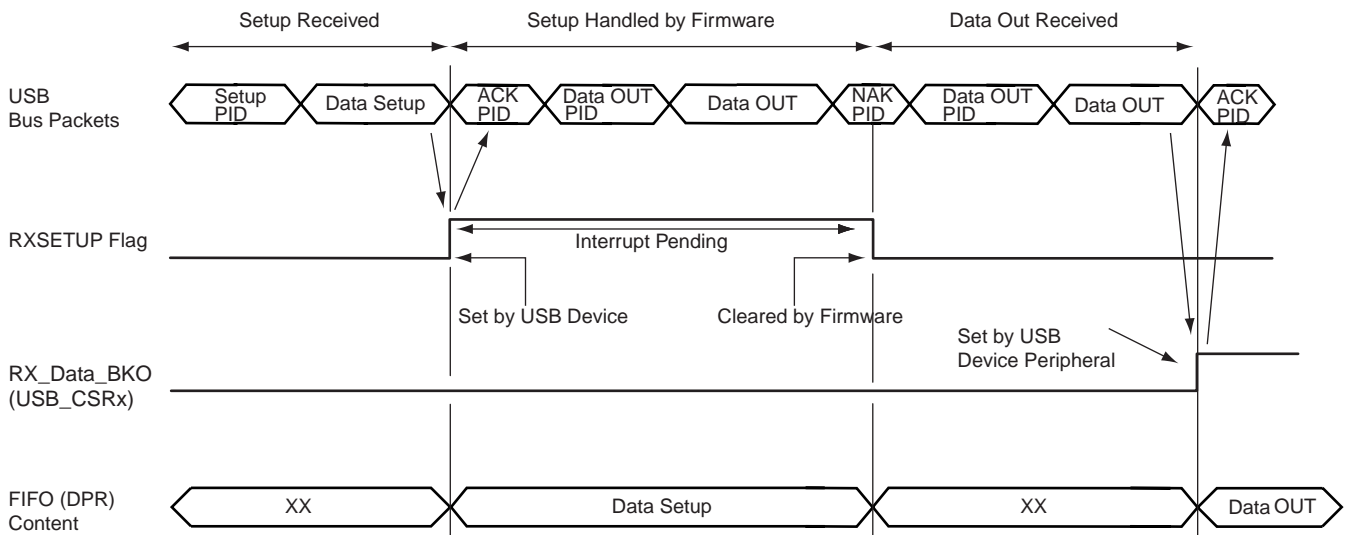 Setup Received
Setup Handled by Firmware
Data Out Received
USB
Bus Packets
Setup
PID
Data Setup
ACK
PID
Data OUT
PID
Data OUT
NAK
PID
Data OUT
PID
Data OUT
ACK
PID
RXSETUP Flag
Interrupt Pending
Set by USB Device
Cleared by Firmware
Set by USB
Device Peripheral
RX_Data_BKO
(USB_CSRx)
FIFO (DPR)
Content
XX
Data Setup
XX
Data OUT